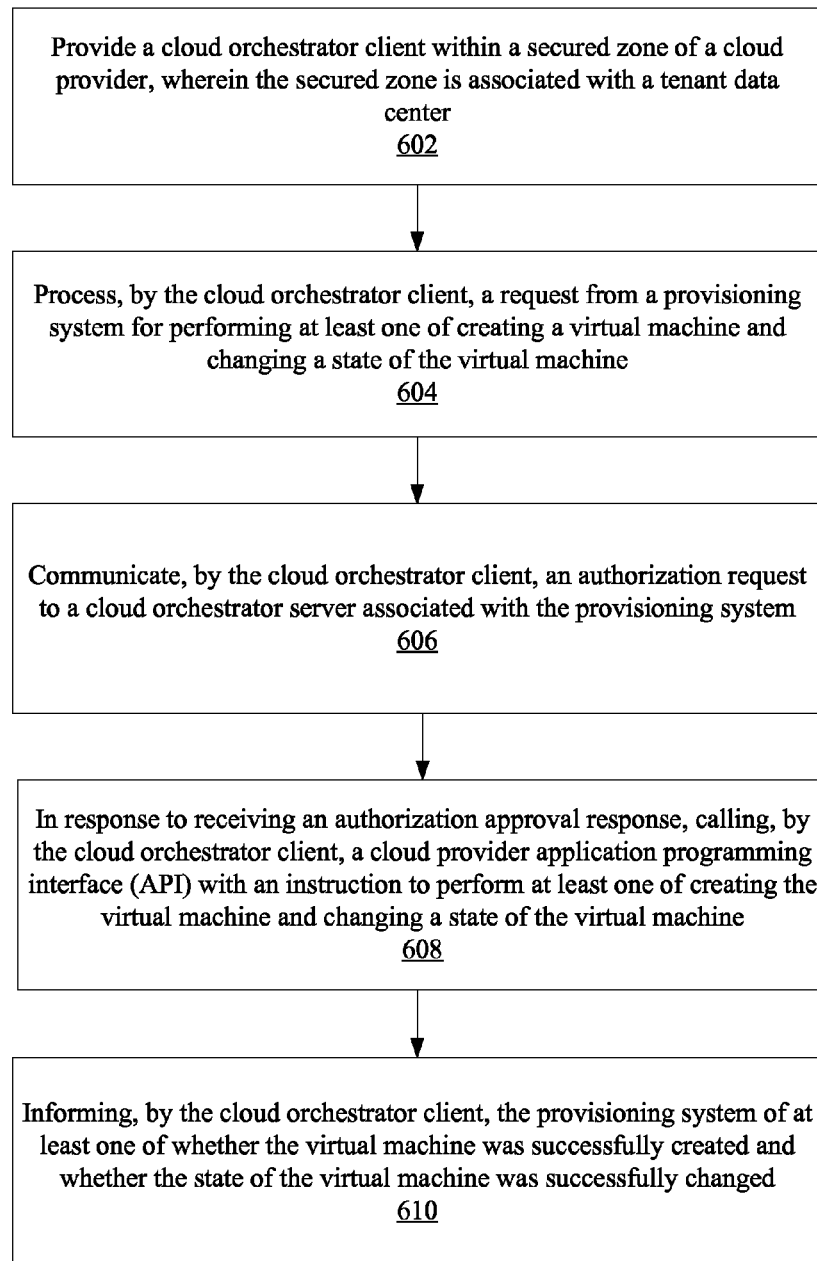 Provide a cloud orchestrator client within a secured zone of a cloud
provider, wherein the secured zone is associated with a tenant data
center
602
Process, by the cloud orchestrator client, a request from a provisioning
system for performing at least one of creating a virtual machine and
changing a state of the virtual machine
604
Communicate, by the cloud orchestrator client, an authorization request
to a cloud orchestrator server associated with the provisioning system
606
In response to receiving an authorization approval response, calling, by
the cloud orchestrator client, a cloud provider application programming
interface (API) with an instruction to perform at least one of creating the
virtual machine and changing a state of the virtual machine
608
Informing, by the cloud orchestrator client, the provisioning system of at
least one of whether the virtual machine was successfully created and
whether the state of the virtual machine was successfully changed
610